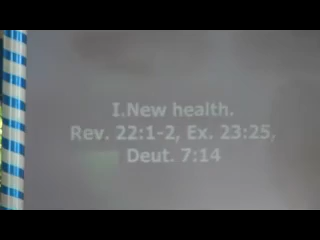 I.New health.
Rev. 22:1-2, Ex. 23:25,
Deut. 7:14